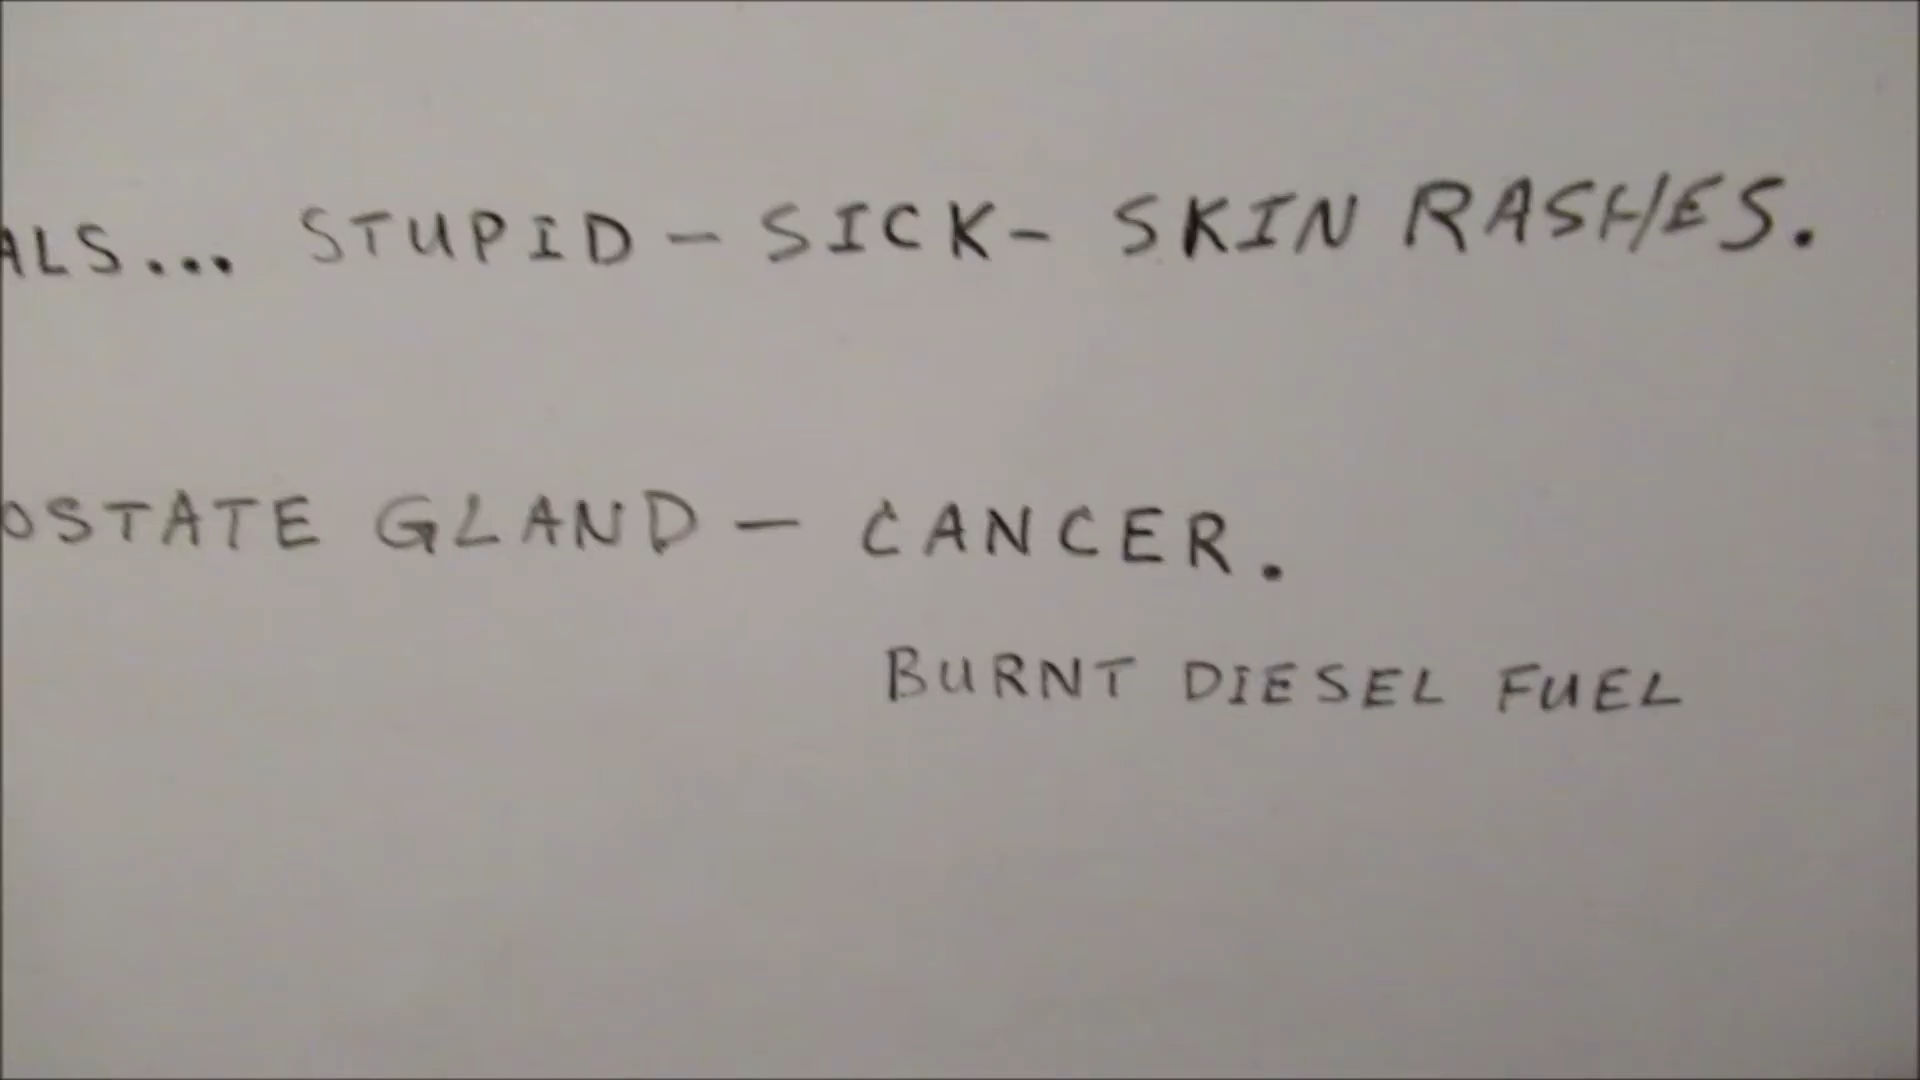 ALS... STUPID - SICK - SKIN RASHES.
OSTATE GLAND - CANCER.
BURNT DIESEL FUEL